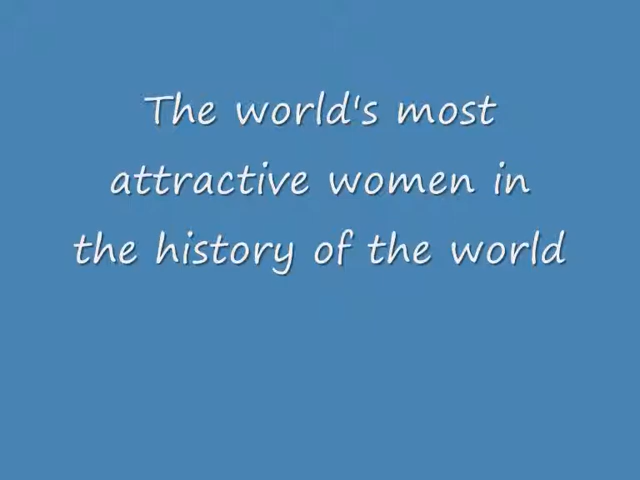 The world's most
attractive women in
the history of the world